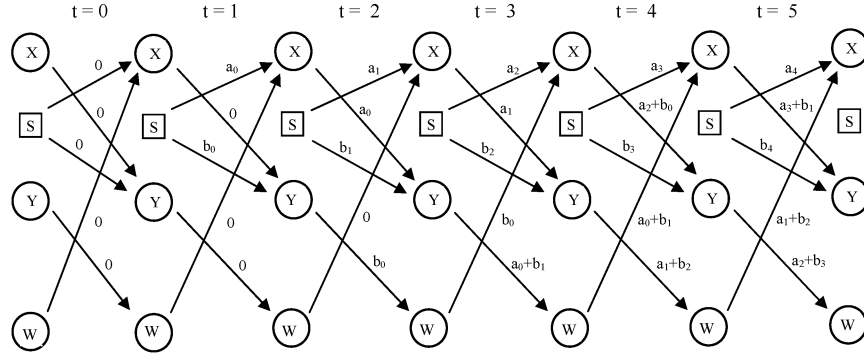 t = 0 t = 1 t = 2 t = 3 t = 4 t = 5
X X X X X X X
0 a₀ a₁ a₂ a₃ a₄
0 0 a₀ a₁ a₂+b₀ a₃+b₁
S S S S S S S
0 b₀ b₁ b₂ b₃ b₄
Y Y Y Y Y Y Y
0 0 0 b₀ a₀+b₁ a₁+b₂
0 0 b₀ a₀+b₁ a₁+b₂ a₂+b₃
W W W W W W W